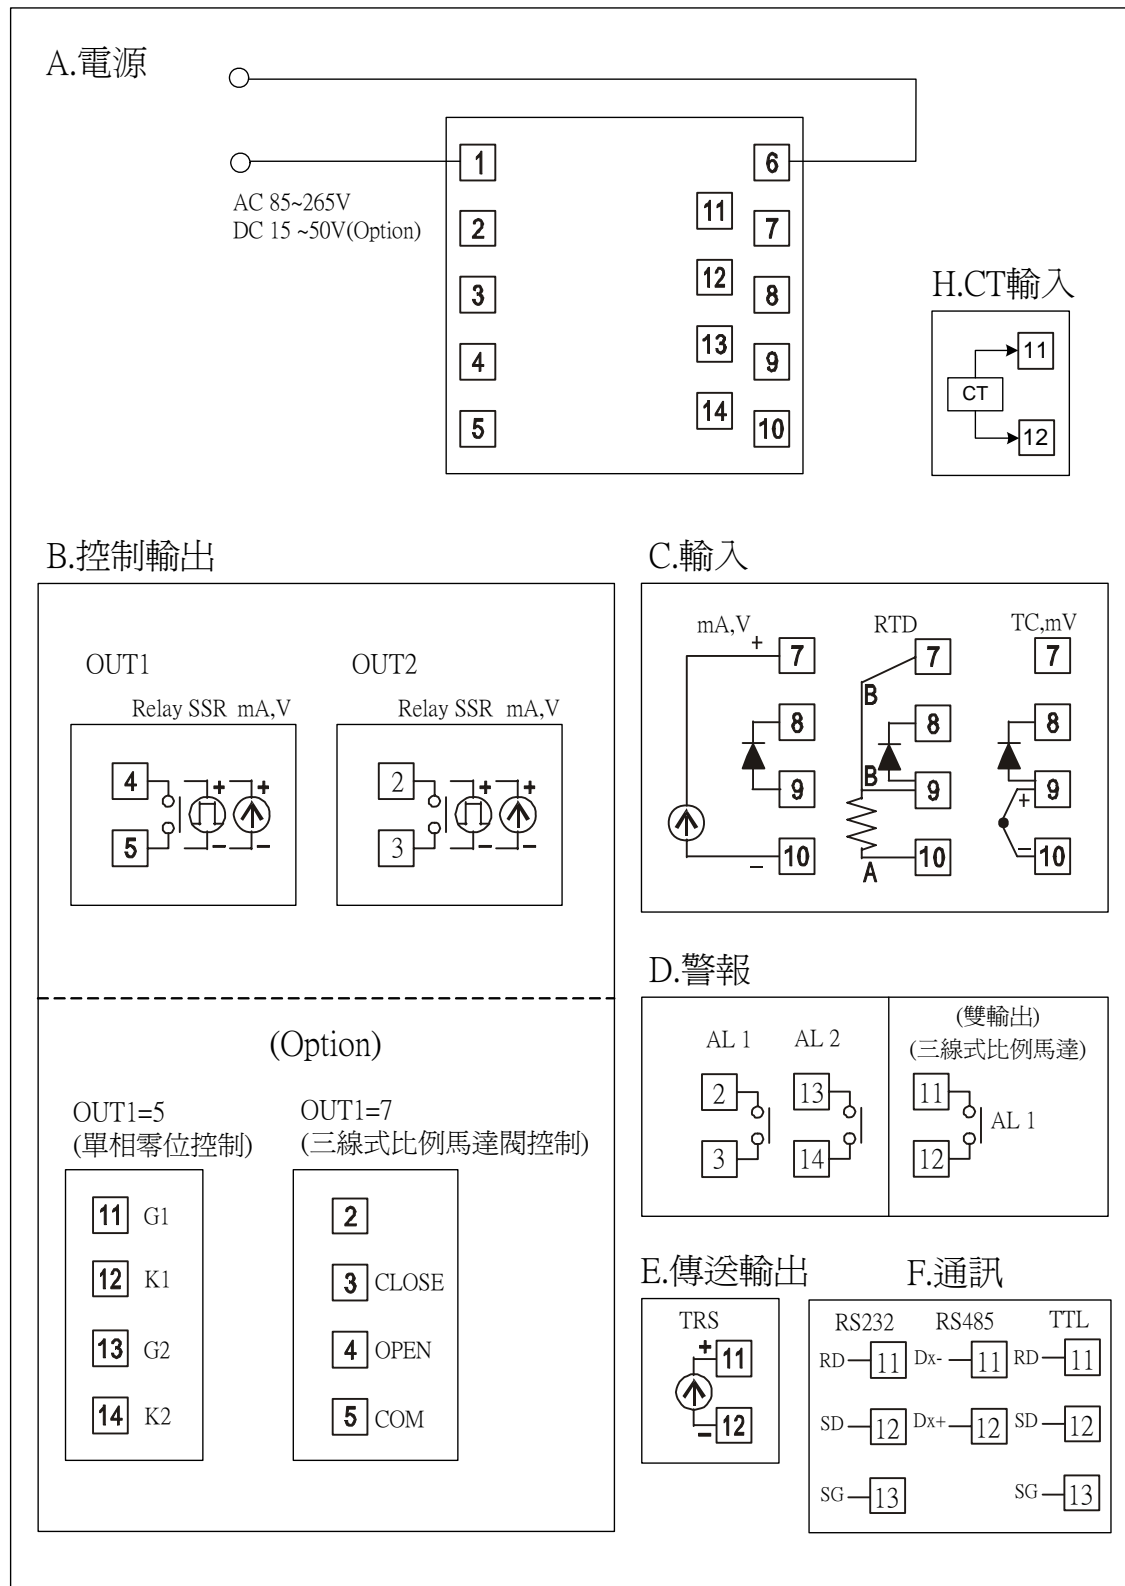 A.電源
AC 85~265V
DC 15 ~50V(Option)
1
2
3
4
5
6
7
8
9
10
11
12
13
14
H.CT輸入
CT
11
12
B.控制輸出
OUT1
Relay SSR mA,V
4
5
+ +
- -
OUT2
Relay SSR mA,V
2
3
+ +
- -
(Option)
OUT1=5
(單相零位控制)
11 G1
12 K1
13 G2
14 K2
OUT1=7
(三線式比例馬達閥控制)
2
3 CLOSE
4 OPEN
5 COM
C.輸入
mA,V
+ 7
8
9
- 10
RTD
7
B
8
B
9
A 10
TC,mV
7
8
+ 9
- 10
D.警報
AL 1
2
3
AL 2
13
14
(雙輸出)
(三線式比例馬達)
11
AL 1
12
E.傳送輸出
TRS
+ 11
- 12
F.通訊
RS232
RD 11
SD 12
SG 13
RS485
Dx- 11
Dx+ 12
TTL
RD 11
SD 12
SG 13